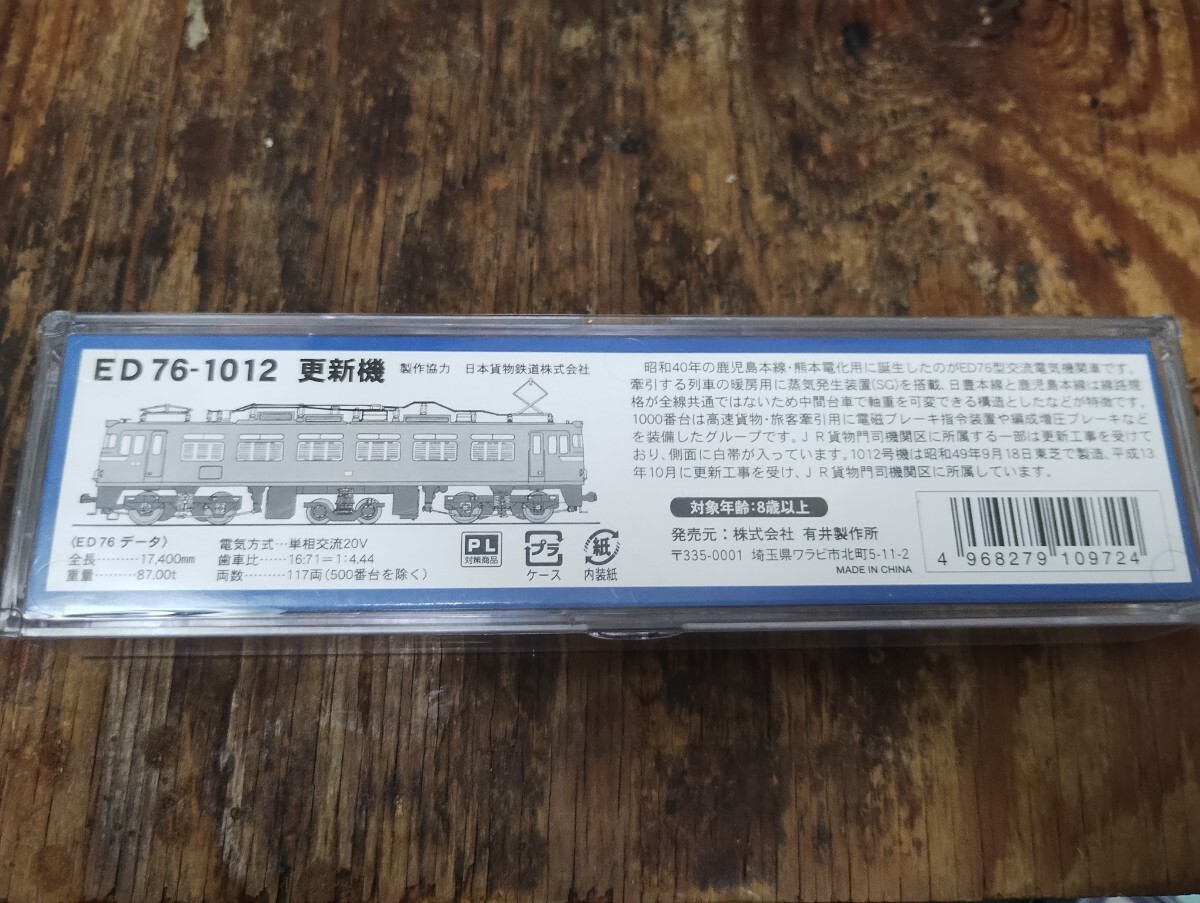 ED 76-1012 更新機 製作協力 日本貨物鉄道株式会社
〈ED76 データ〉
全長………17,400mm
重量…………87.00t
電気方式…単相交流20V
歯車比……16:71=1:4.44
両数………117両(500番台を除く)
PL
対策商品
プラ
ケース
紙
内装紙
昭和40年の鹿児島本線・熊本電化用に誕生したのがED76型交流電気機関車です。
牽引する列車の暖房用に蒸気発生装置(SG)を搭載、日豊本線と鹿児島本線は線路規
格が全線共通ではないため中間台車で軸重を可変できる構造としたなどが特徴です。
1000番台は高速貨物・旅客牽引用に電磁ブレーキ指令装置や編成増圧ブレーキなど
を装備したグループです。JR貨物門司機関区に所属する一部は更新工事を受けて
おり、側面に白帯が入っています。1012号機は昭和49年9月18日東芝で製造、平成13
年10月に更新工事を受け、JR貨物門司機関区に所属しています。
対象年齢:8歳以上
発売元:株式会社 有井製作所
〒335-0001 埼玉県ワラビ市北町5-11-2
MADE IN CHINA
4 968279 109724